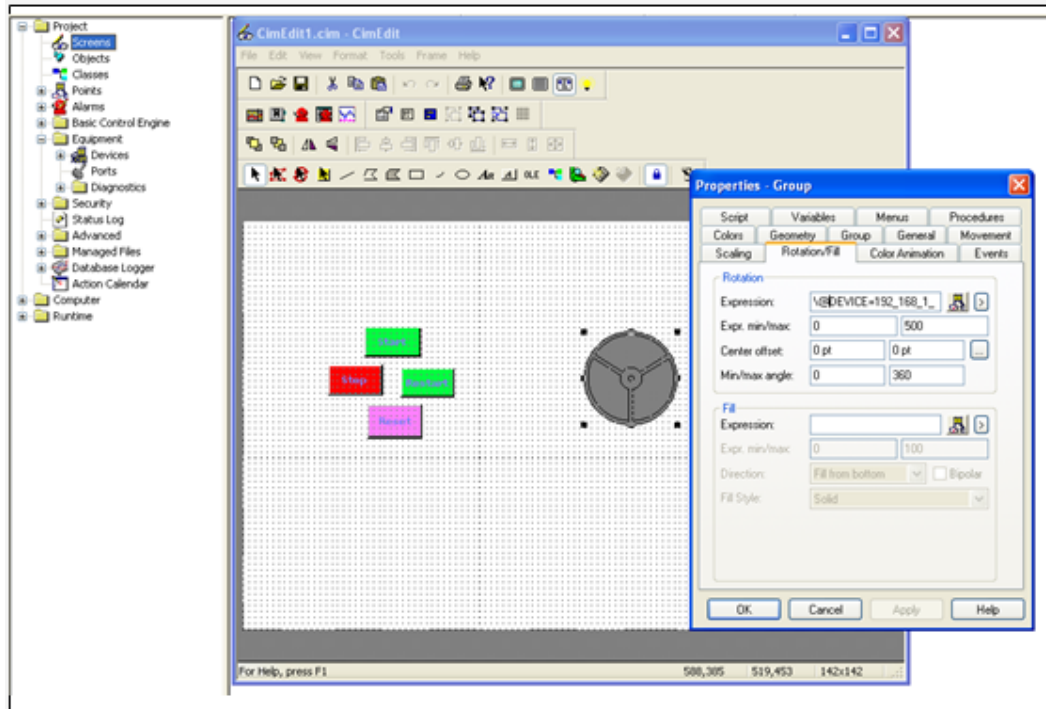 Project
Screens
Objects
Classes
Points
Alarms
Basic Control Engine
Equipment
Devices
Ports
Diagnostics
Security
Status Log
Advanced
Managed Files
Database Logger
Action Calendar
Computer
Runtime
CimEdit1.cim - CimEdit
File Edit View Format Tools Frame Help
OLE
Start
Stop Restart
Reset
For Help, press F1 588,385 519,453 142x142
Properties - Group
Script Variables Menus Procedures
Colors Geometry Group General Movement
Scaling Rotation/Fill Color Animation Events
Rotation
Expression: \@DEVICE=192_168_1_ >
Expr. min/max: 0 500
Center offset: 0 pt 0 pt ...
Min/max angle: 0 360
Fill
Expression: >
Expr. min/max: 0 100
Direction: Fill from bottom Bipolar
Fill Style: Solid
OK Cancel Apply Help